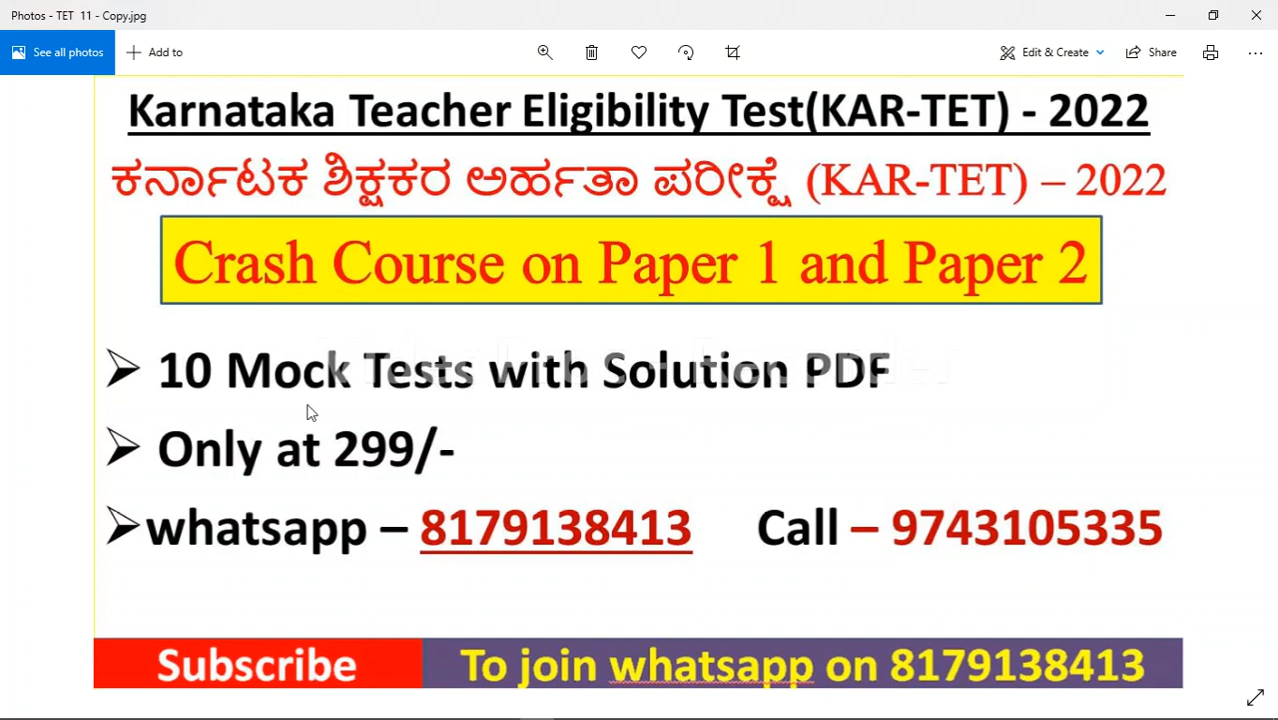 Photos - TET 11 - Copy.jpg
See all photos
Add to
Edit & Create
Share
Karnataka Teacher Eligibility Test(KAR-TET) - 2022
ಕರ್ನಾಟಕ ಶಿಕ್ಷಕರ ಅರ್ಹತಾ ಪರೀಕ್ಷೆ (KAR-TET) – 2022
Crash Course on Paper 1 and Paper 2
10 Mock Tests with Solution PDF
Only at 299/-
whatsapp – 8179138413 Call – 9743105335
Subscribe To join whatsapp on 8179138413